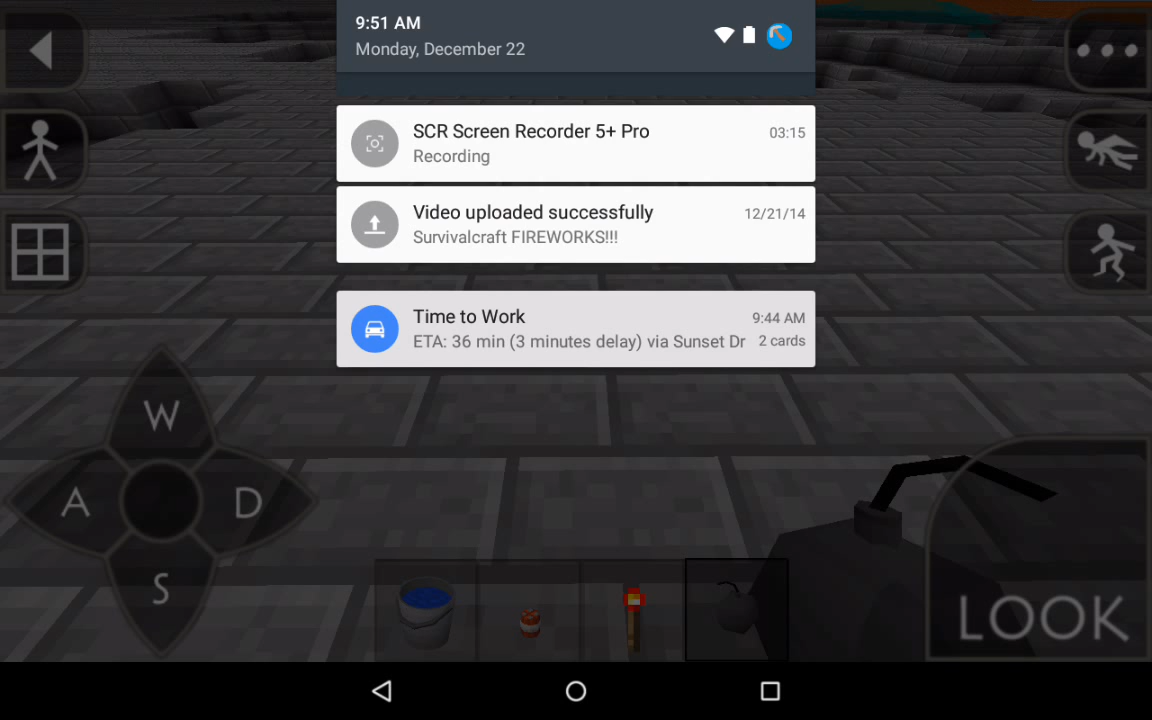 9:51 AM
Monday, December 22
SCR Screen Recorder 5+ Pro 03:15
Recording
Video uploaded successfully 12/21/14
Survivalcraft FIREWORKS!!!
Time to Work 9:44 AM
ETA: 36 min (3 minutes delay) via Sunset Dr 2 cards
W
A D
S
LOOK